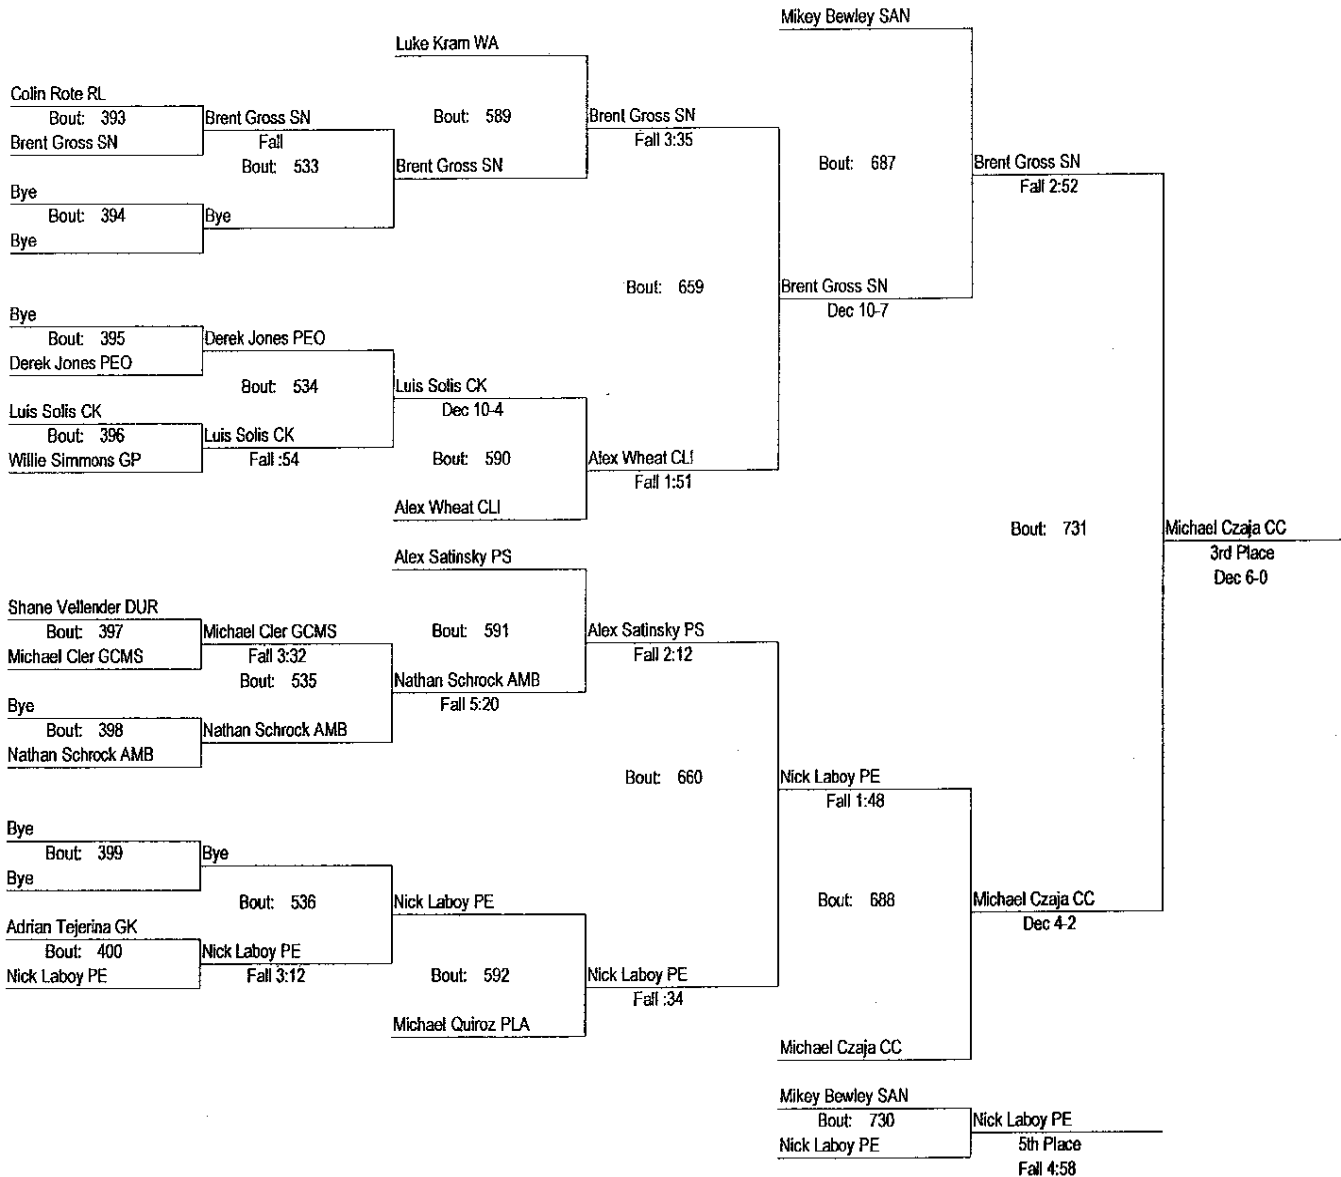 Mikey Bewley SAN
Luke Kram WA
Colin Rote RL
Bout: 393
Brent Gross SN
Brent Gross SN
Fall
Bout: 533
Bye
Bout: 394
Bye
Bye
Brent Gross SN
Bout: 589
Brent Gross SN
Fall 3:35
Bout: 687
Brent Gross SN
Fall 2:52
Bout: 659
Brent Gross SN
Dec 10-7
Bye
Bout: 395
Derek Jones PEO
Derek Jones PEO
Bout: 534
Luis Solis CK
Bout: 396
Willie Simmons GP
Luis Solis CK
Fall :54
Luis Solis CK
Dec 10-4
Bout: 590
Alex Wheat CLI
Alex Wheat CLI
Fall 1:51
Bout: 731
Michael Czaja CC
3rd Place
Dec 6-0
Alex Satinsky PS
Shane Vellender DUR
Bout: 397
Michael Cler GCMS
Michael Cler GCMS
Fall 3:32
Bout: 535
Bye
Bout: 398
Nathan Schrock AMB
Nathan Schrock AMB
Bout: 591
Nathan Schrock AMB
Fall 5:20
Alex Satinsky PS
Fall 2:12
Bout: 660
Nick Laboy PE
Fall 1:48
Bye
Bout: 399
Bye
Bye
Bout: 536
Adrian Tejerina GK
Bout: 400
Nick Laboy PE
Nick Laboy PE
Fall 3:12
Nick Laboy PE
Bout: 592
Michael Quiroz PLA
Nick Laboy PE
Fall :34
Bout: 688
Michael Czaja CC
Dec 4-2
Michael Czaja CC
Mikey Bewley SAN
Bout: 730
Nick Laboy PE
Nick Laboy PE
5th Place
Fall 4:58